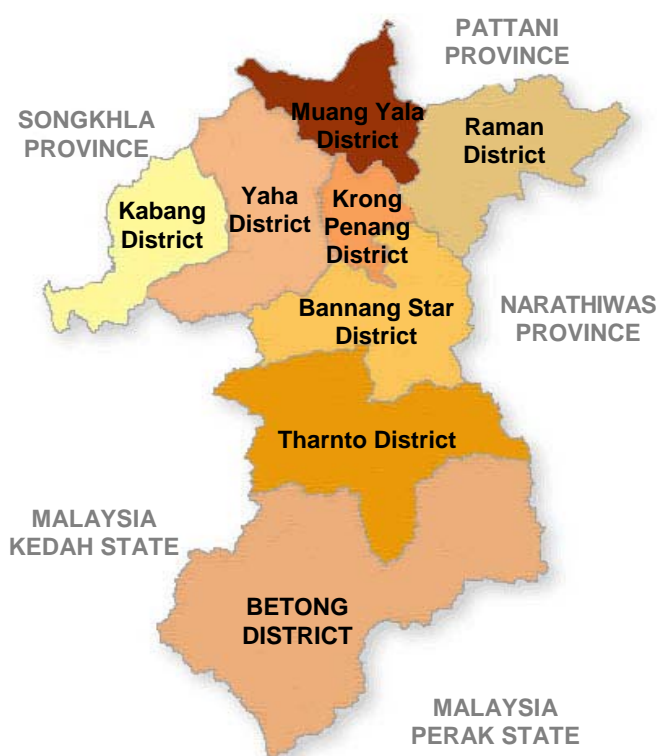 PATTANI
PROVINCE
SONGKHLA
PROVINCE
Muang Yala
District
Raman
District
Kabang
District
Yaha
District
Krong
Penang
District
Bannang Star
District
NARATHIWAS
PROVINCE
Tharnto District
MALAYSIA
KEDAH STATE
BETONG
DISTRICT
MALAYSIA
PERAK STATE